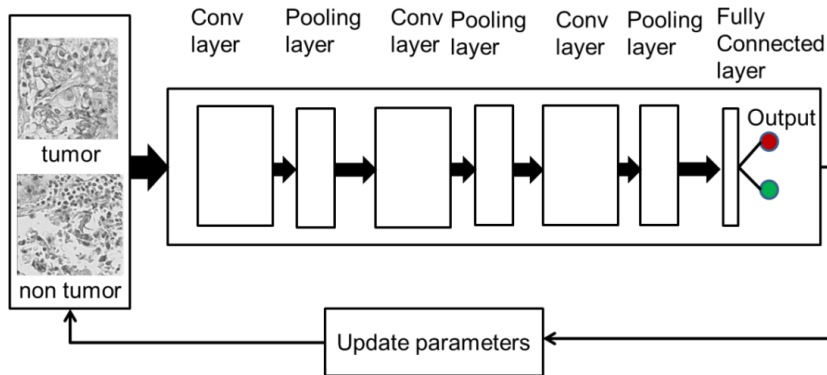 Conv
layer
Pooling
layer
Conv
layer
Pooling
layer
Conv
layer
Pooling
layer
Fully
Connected
layer
tumor
non tumor
Output
Update parameters